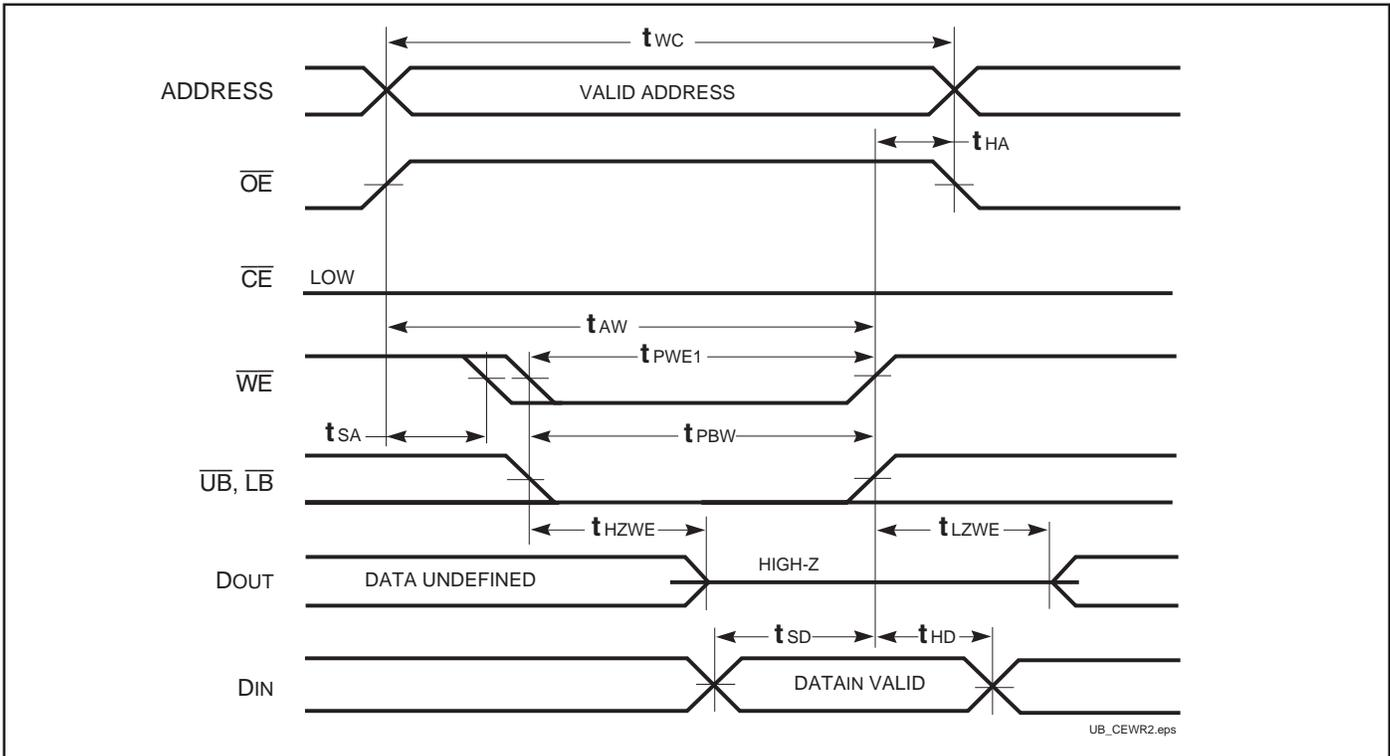 tWC
ADDRESS
VALID ADDRESS
tHA
OE
CE
LOW
tAW
tPWE1
WE
tSA
tPBW
UB, LB
tHZWE
tLZWE
DOUT
DATA UNDEFINED
HIGH-Z
tSD
tHD
DIN
DATAIN VALID
UB_CEWR2.eps